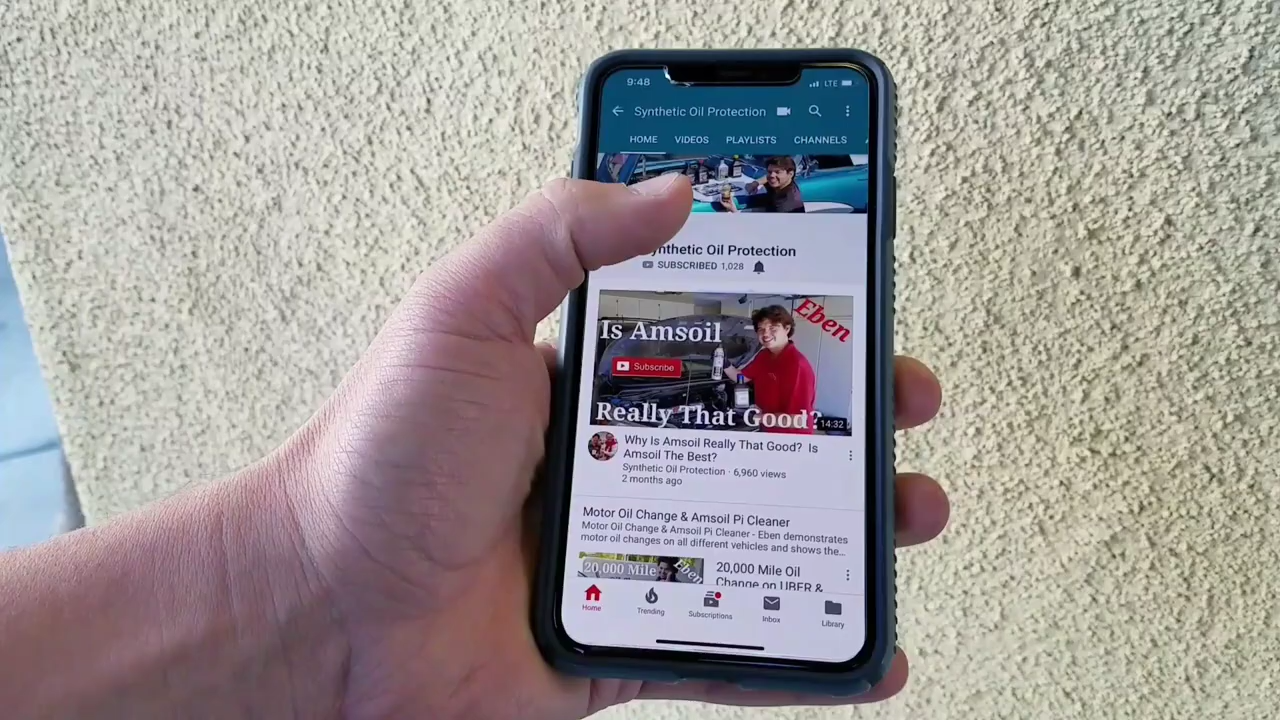 9:48
LTE
Synthetic Oil Protection
HOME VIDEOS PLAYLISTS CHANNELS
ynthetic Oil Protection
SUBSCRIBED 1,028
Eben
Is Amsoil
Subscribe
Really That Good?
14:32
Why Is Amsoil Really That Good? Is
Amsoil The Best?
Synthetic Oil Protection · 6,960 views
2 months ago
Motor Oil Change & Amsoil Pi Cleaner
Motor Oil Change & Amsoil Pi Cleaner - Eben demonstrates
motor oil changes on all different vehicles and shows the...
20,000 Mile
Eben
20,000 Mile Oil
Change on UBER &
Home Trending Subscriptions Inbox Library